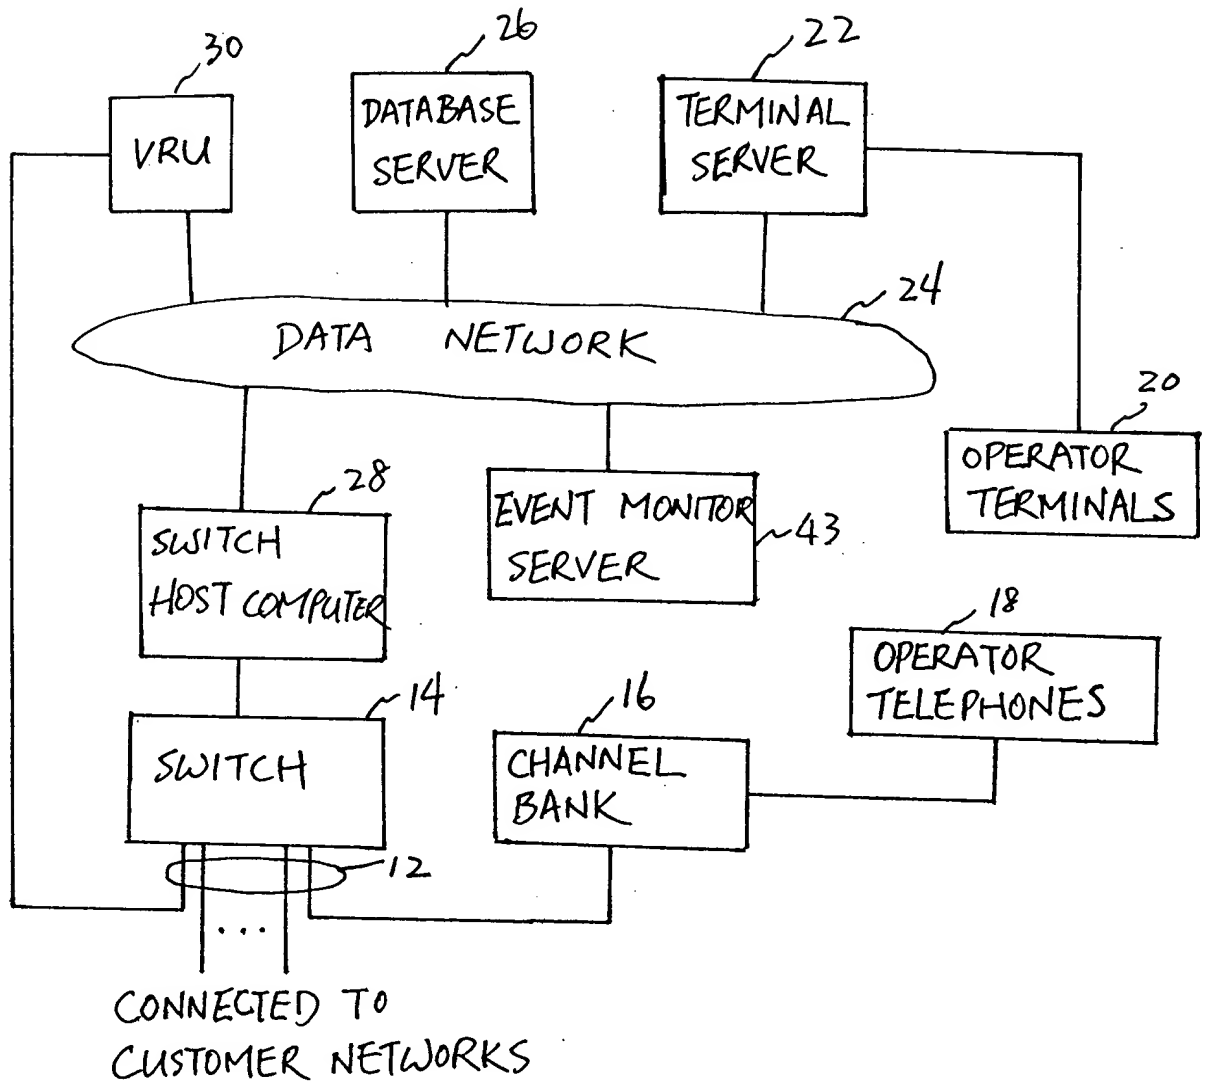 30
26
22
VRU
DATABASE
SERVER
TERMINAL
SERVER
24
DATA NETWORK
20
OPERATOR
TERMINALS
28
SWITCH
HOST COMPUTER
EVENT MONITOR
SERVER
43
18
OPERATOR
TELEPHONES
14
SWITCH
16
CHANNEL
BANK
12
...
CONNECTED TO
CUSTOMER NETWORKS